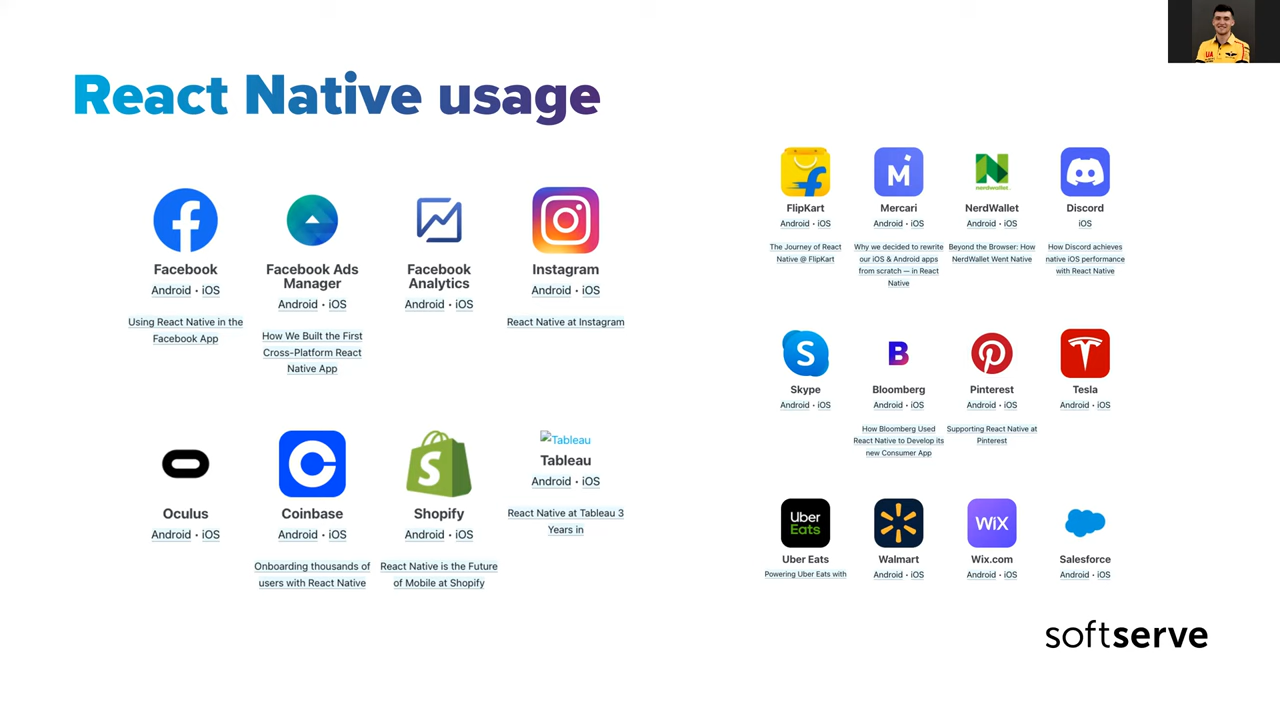 React Native usage
UA
Facebook
Android • iOS
Using React Native in the
Facebook App
Facebook Ads
Manager
Android • iOS
How We Built the First
Cross-Platform React
Native App
Facebook
Analytics
Android • iOS
Instagram
Android • iOS
React Native at Instagram
Oculus
Android • iOS
Coinbase
Android • iOS
Onboarding thousands of
users with React Native
Shopify
Android • iOS
React Native is the Future
of Mobile at Shopify
Tableau
Tableau
Android • iOS
React Native at Tableau 3
Years in
FlipKart
Android • iOS
The Journey of React
Native @ FlipKart
Mercari
Android • iOS
Why we decided to rewrite
our iOS & Android apps
from scratch — in React
Native
nerdwallet
NerdWallet
Android • iOS
Beyond the Browser: How
NerdWallet Went Native
Discord
iOS
How Discord achieves
native iOS performance
with React Native
Skype
Android • iOS
B
Bloomberg
Android • iOS
How Bloomberg Used
React Native to Develop its
new Consumer App
Pinterest
Android • iOS
Supporting React Native at
Pinterest
Tesla
Android • iOS
Uber
Eats
Uber Eats
Powering Uber Eats with
Walmart
Android • iOS
WiX
Wix.com
Android • iOS
Salesforce
Android • iOS
softserve